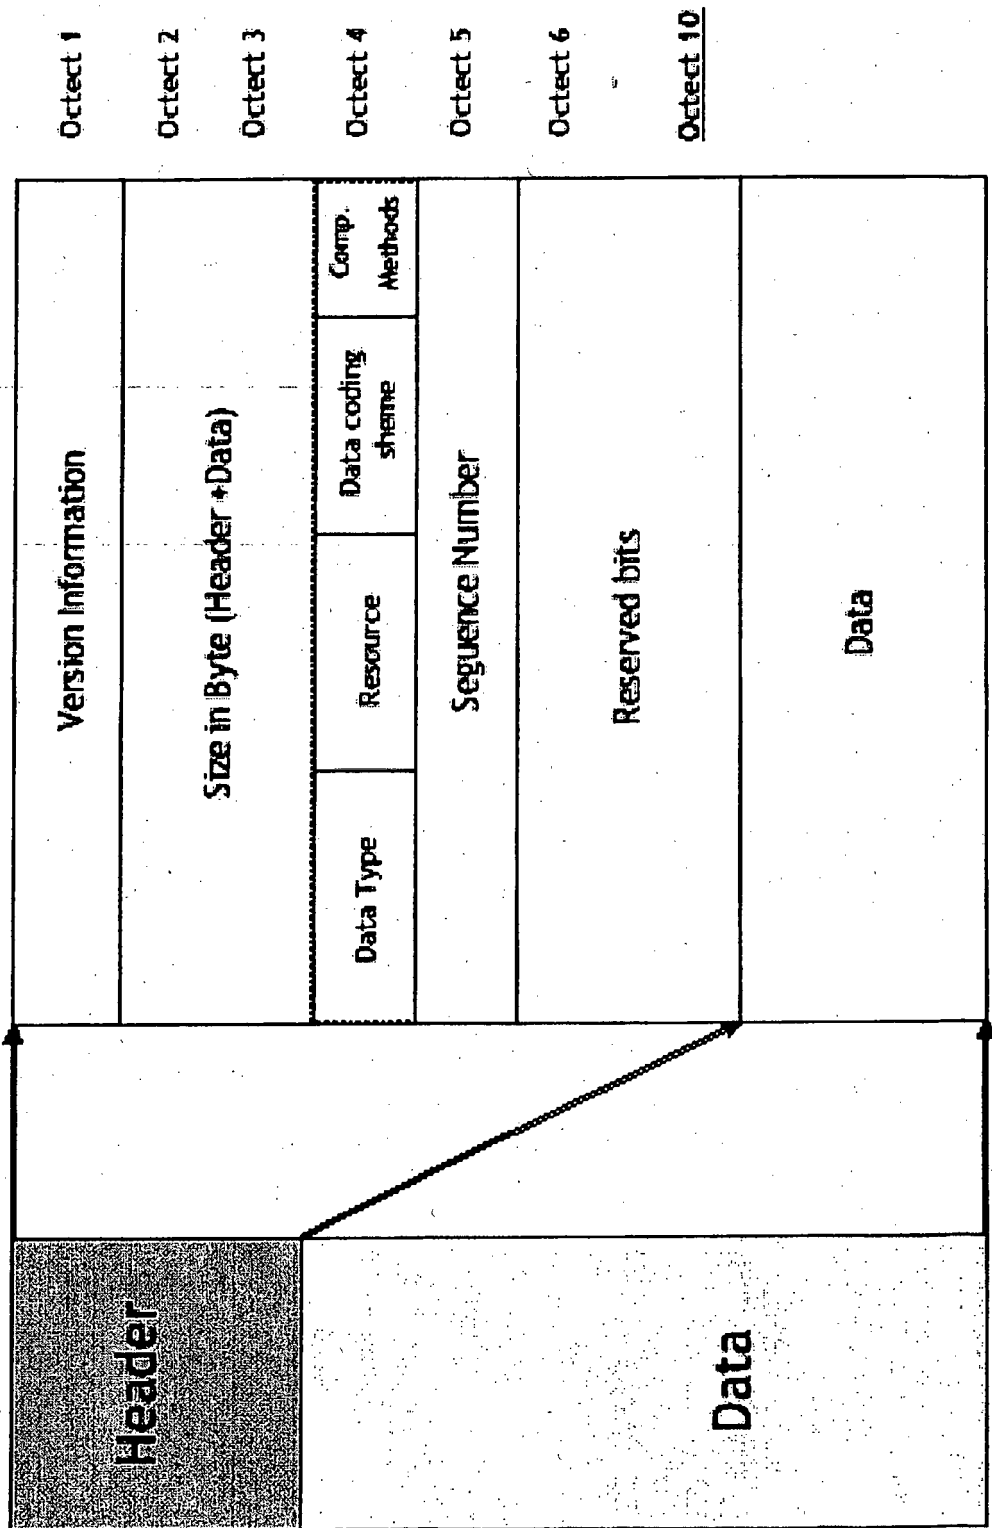 Header
Data
Version Information
Octect 1
Size in Byte (Header +Data)
Octect 2
Octect 3
Data Type
Resource
Data coding
sheme
Comp.
Methods
Octect 4
Seguence Number
Octect 5
Reserved bits
Octect 6
Octect 10
Data